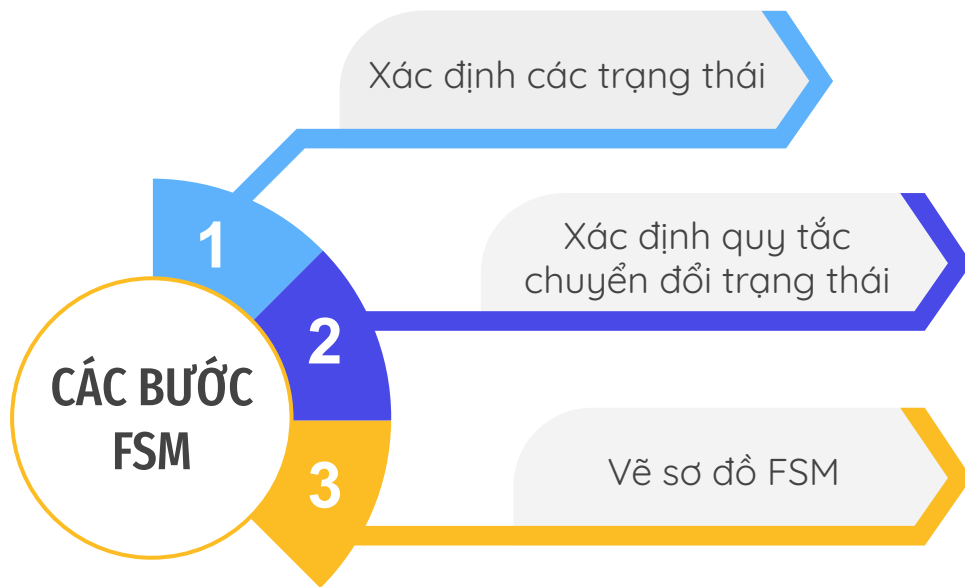 Xác định các trạng thái
1
Xác định quy tắc
chuyển đổi trạng thái
2
CÁC BƯỚC
FSM
3
Vẽ sơ đồ FSM